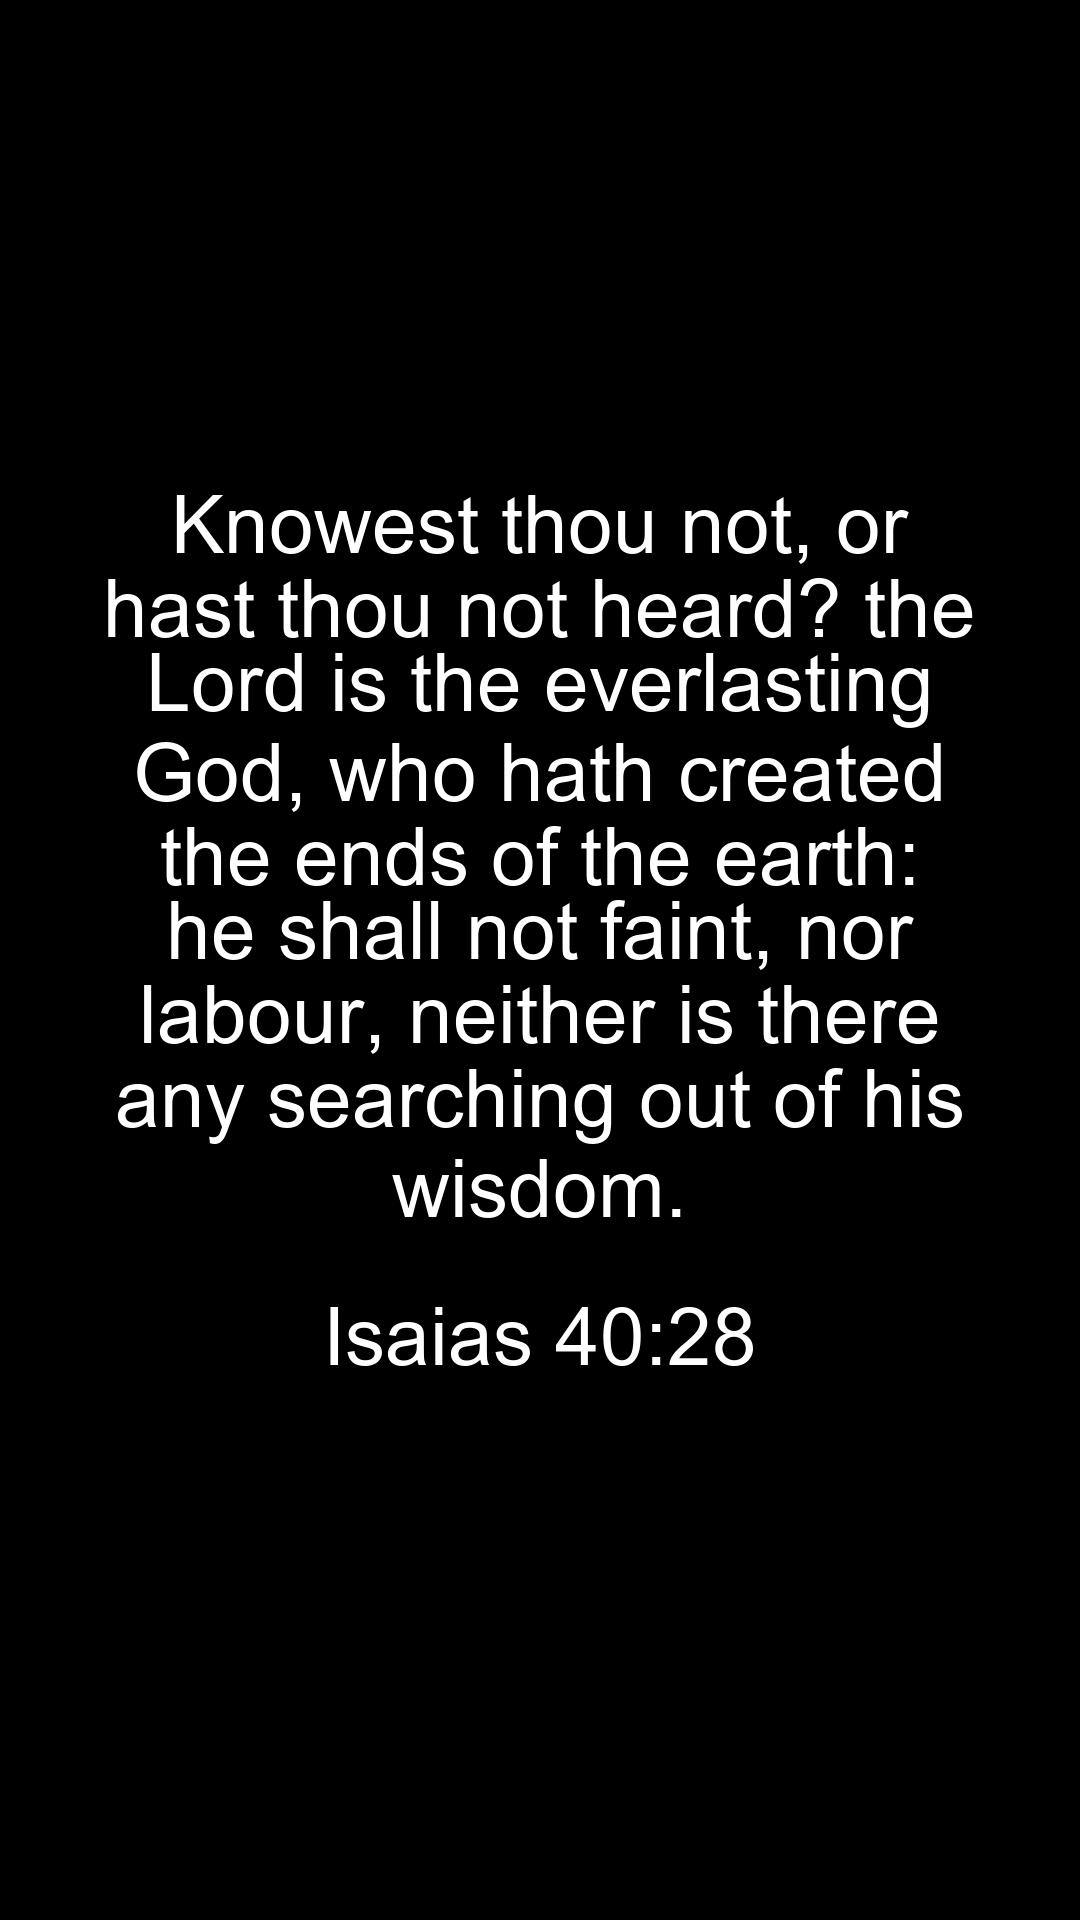 Knowest thou not, or
hast thou not heard? the
Lord is the everlasting
God, who hath created
the ends of the earth:
he shall not faint, nor
labour, neither is there
any searching out of his
wisdom.
Isaias 40:28